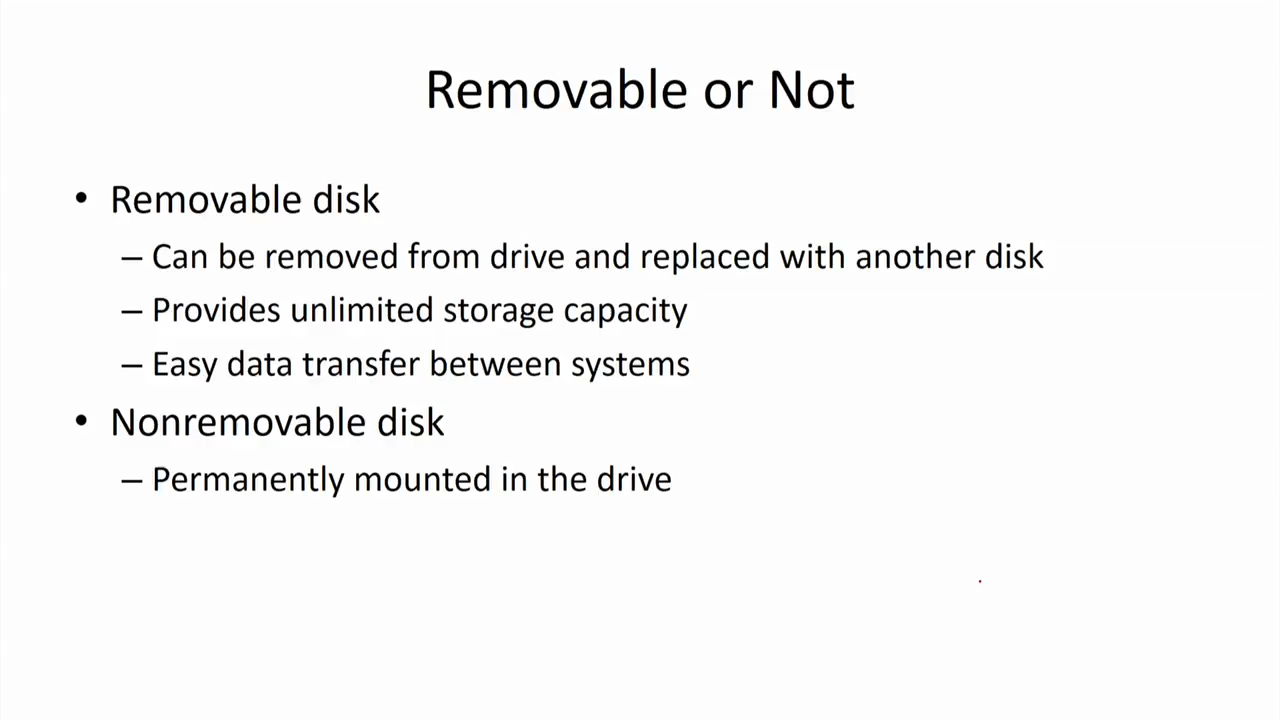 Removable or Not
• Removable disk
– Can be removed from drive and replaced with another disk
– Provides unlimited storage capacity
– Easy data transfer between systems
• Nonremovable disk
– Permanently mounted in the drive